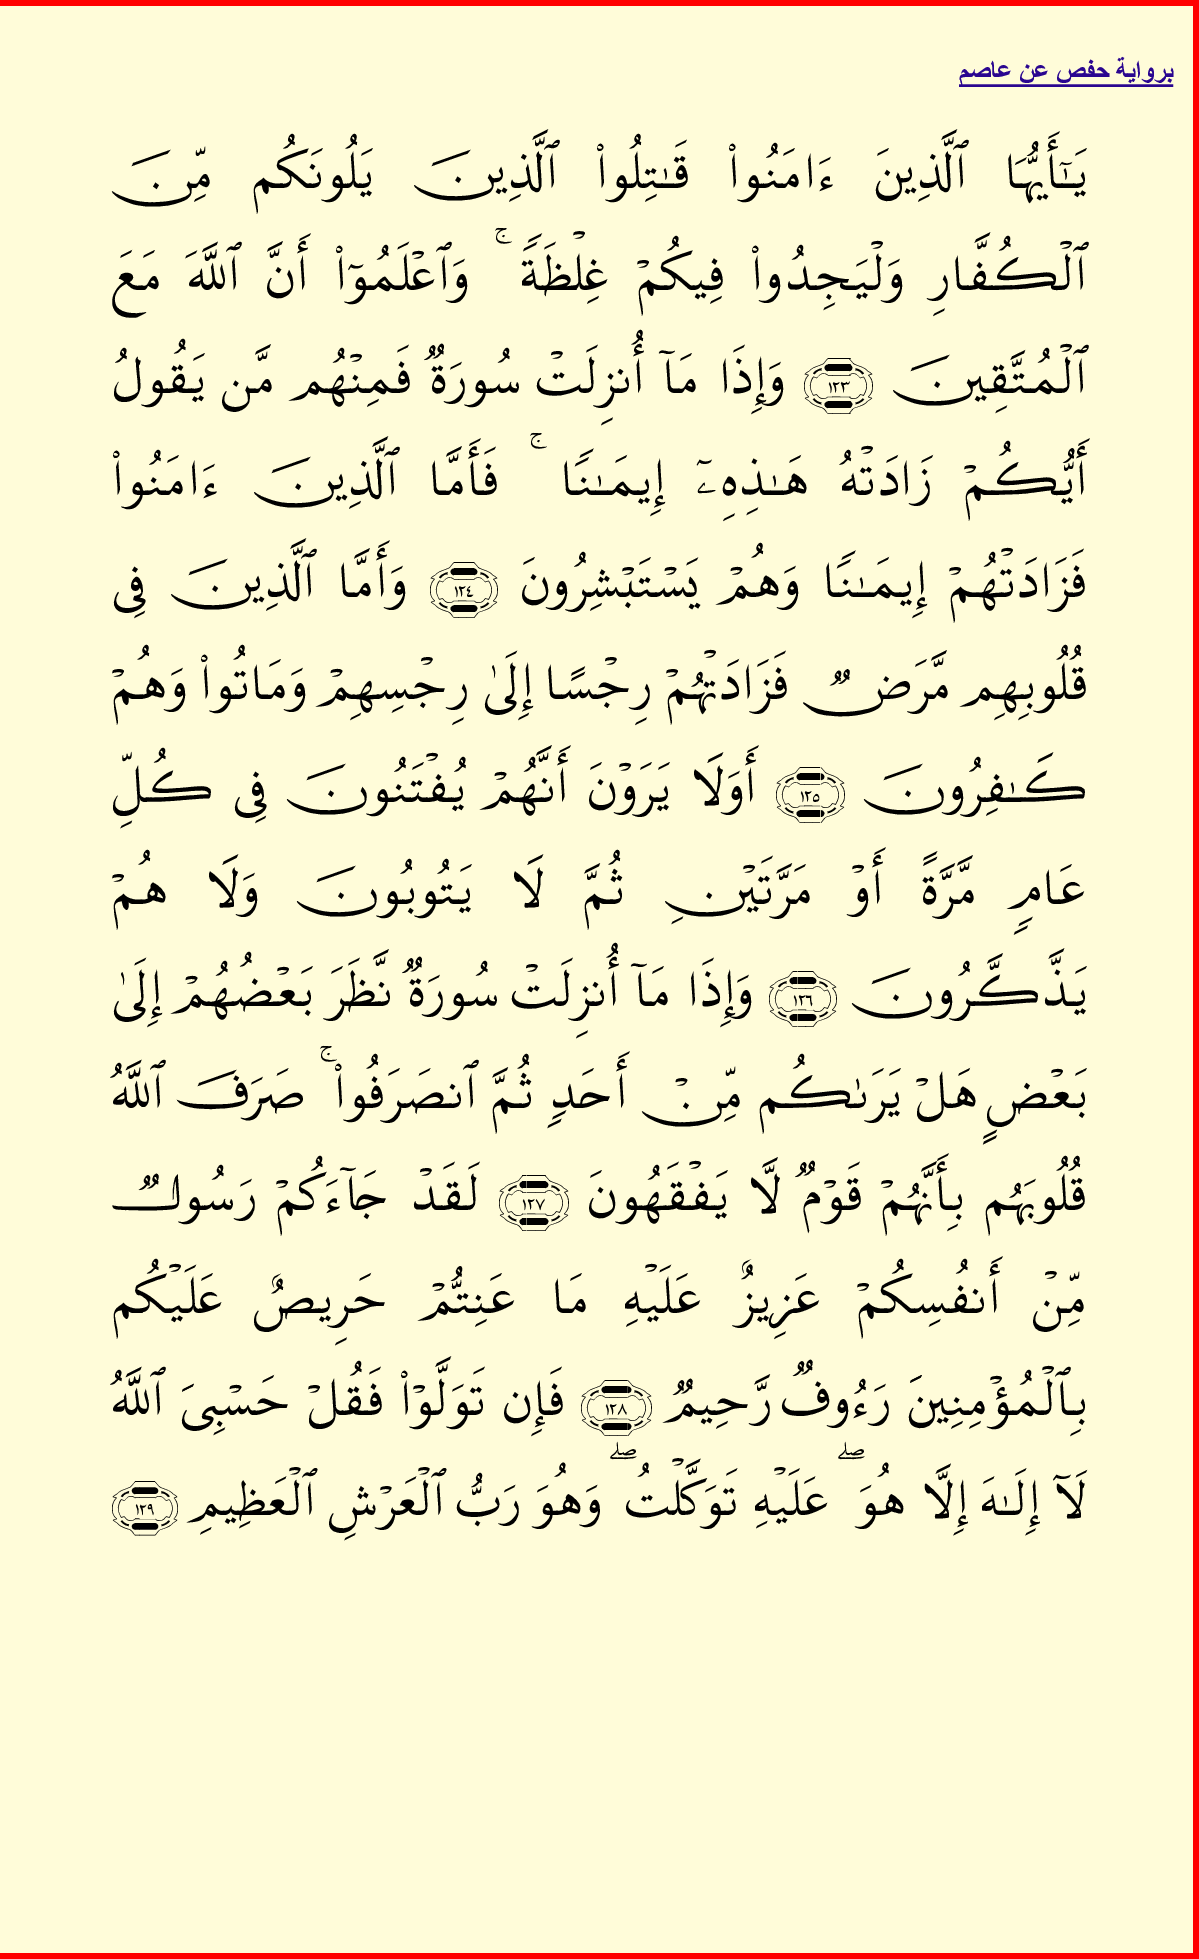 برواية حفص عن عاصم
يَـٰٓأَيُّهَا ٱلَّذِينَ ءَامَنُوا۟ قَـٰتِلُوا۟ ٱلَّذِينَ يَلُونَكُم مِّنَ
ٱلْكُفَّارِ وَلْيَجِدُوا۟ فِيكُمْ غِلْظَةً ۚ وَٱعْلَمُوٓا۟ أَنَّ ٱللَّهَ مَعَ
ٱلْمُتَّقِينَ ١٢٣ وَإِذَا مَآ أُنزِلَتْ سُورَةٌ فَمِنْهُم مَّن يَقُولُ
أَيُّكُمْ زَادَتْهُ هَـٰذِهِۦٓ إِيمَـٰنًا ۚ فَأَمَّا ٱلَّذِينَ ءَامَنُوا۟
فَزَادَتْهُمْ إِيمَـٰنًا وَهُمْ يَسْتَبْشِرُونَ ١٢٤ وَأَمَّا ٱلَّذِينَ فِى
قُلُوبِهِم مَّرَضٌ فَزَادَتْهُمْ رِجْسًا إِلَىٰ رِجْسِهِمْ وَمَاتُوا۟ وَهُمْ
كَـٰفِرُونَ ١٢٥ أَوَلَا يَرَوْنَ أَنَّهُمْ يُفْتَنُونَ فِى كُلِّ
عَامٍ مَّرَّةً أَوْ مَرَّتَيْنِ ثُمَّ لَا يَتُوبُونَ وَلَا هُمْ
يَذَّكَّرُونَ ١٢٦ وَإِذَا مَآ أُنزِلَتْ سُورَةٌ نَّظَرَ بَعْضُهُمْ إِلَىٰ
بَعْضٍ هَلْ يَرَىٰكُم مِّنْ أَحَدٍ ثُمَّ ٱنصَرَفُوا۟ ۚ صَرَفَ ٱللَّهُ
قُلُوبَهُم بِأَنَّهُمْ قَوْمٌ لَّا يَفْقَهُونَ ١٢٧ لَقَدْ جَآءَكُمْ رَسُولٌ
مِّنْ أَنفُسِكُمْ عَزِيزٌ عَلَيْهِ مَا عَنِتُّمْ حَرِيصٌ عَلَيْكُم
بِٱلْمُؤْمِنِينَ رَءُوفٌ رَّحِيمٌ ١٢٨ فَإِن تَوَلَّوْا۟ فَقُلْ حَسْبِىَ ٱللَّهُ
لَآ إِلَـٰهَ إِلَّا هُوَ ۖ عَلَيْهِ تَوَكَّلْتُ ۖ وَهُوَ رَبُّ ٱلْعَرْشِ ٱلْعَظِيمِ ١٢٩